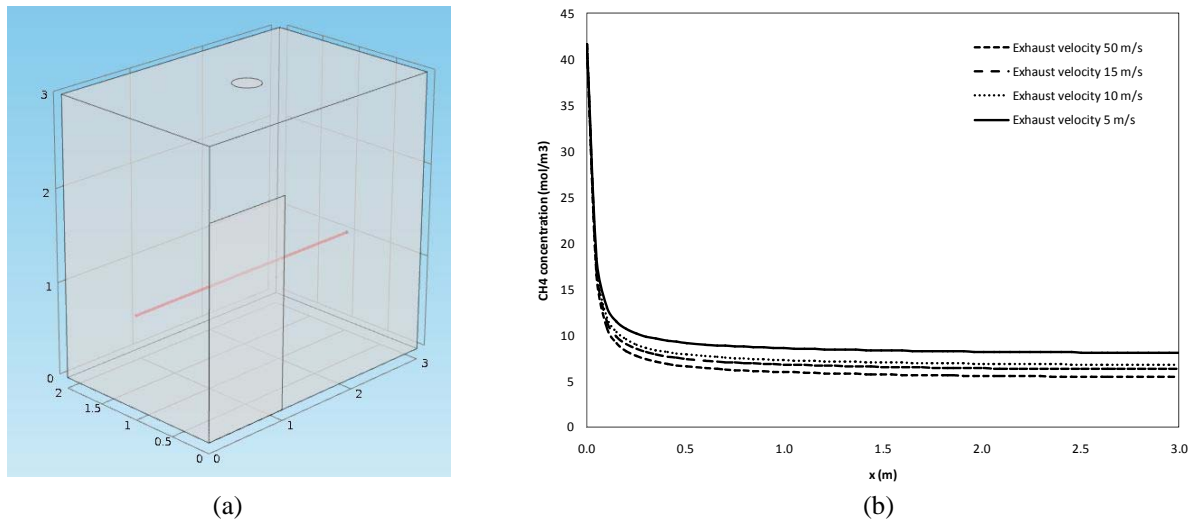 3
2
1
0
2
1.5
1
0.5
0
0
1
2
3
(a)
45
40
35
30
25
20
15
10
5
0
CH4 concentration (mol/m3)
Exhaust velocity 50 m/s
Exhaust velocity 15 m/s
Exhaust velocity 10 m/s
Exhaust velocity 5 m/s
0.0 0.5 1.0 1.5 2.0 2.5 3.0
x (m)
(b)